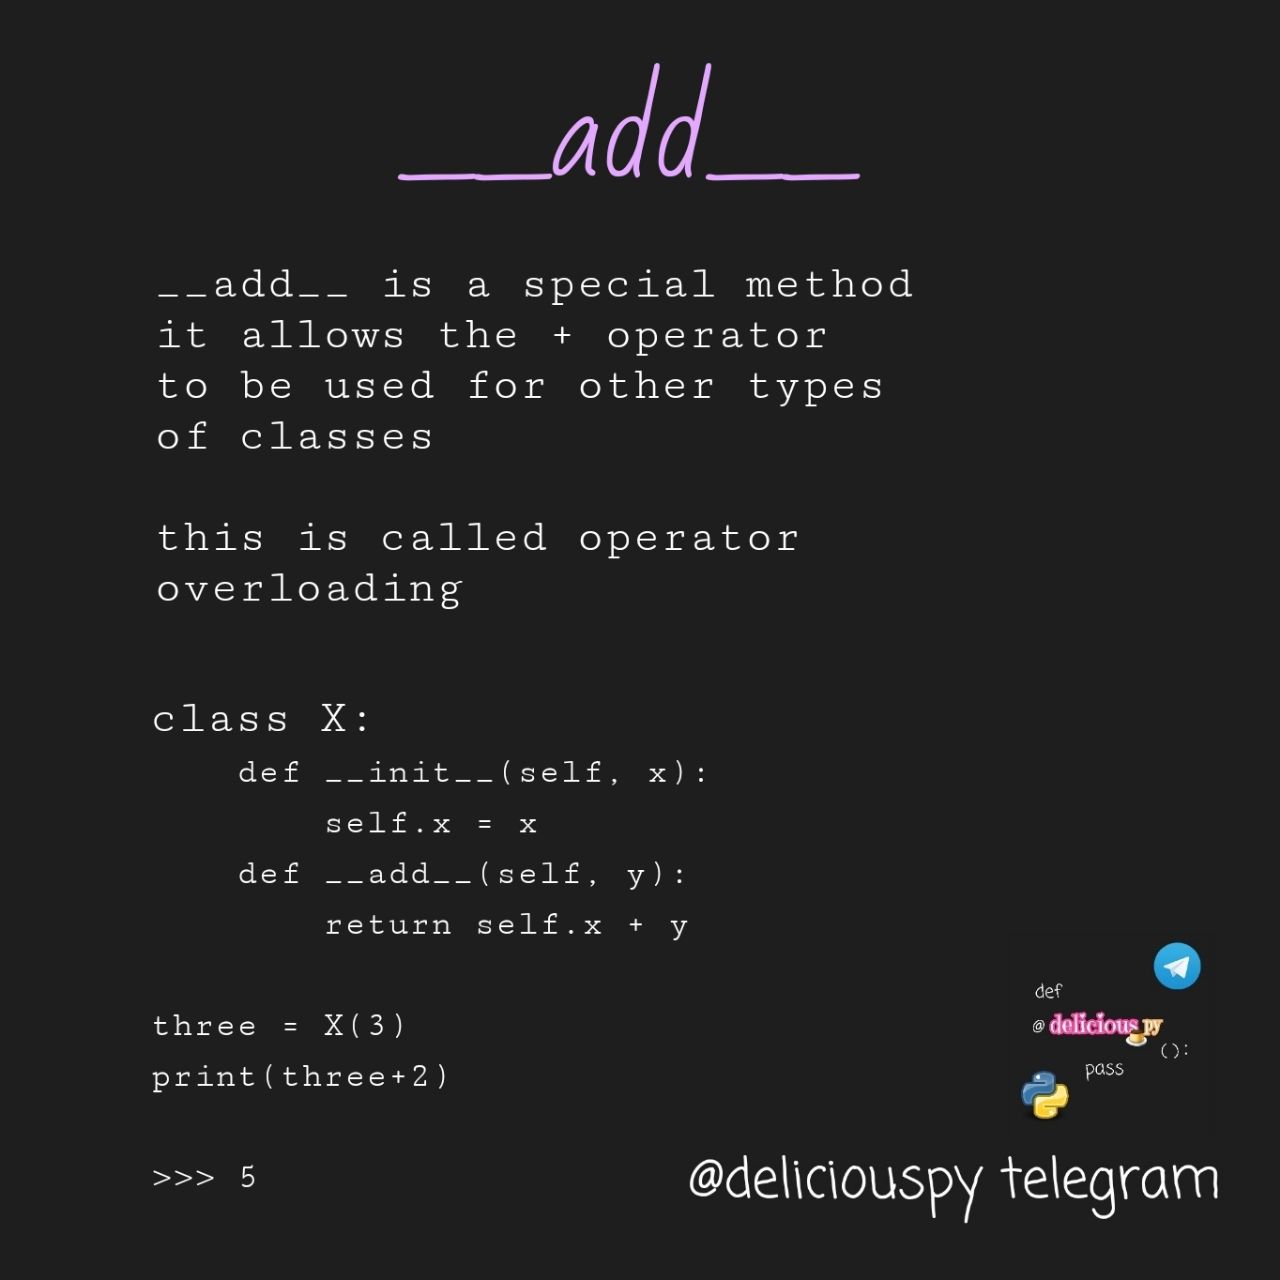 __add__
__add__ is a special method
it allows the + operator
to be used for other types
of classes
this is called operator
overloading
class X:
    def __init__(self, x):
        self.x = x
    def __add__(self, y):
        return self.x + y
three = X(3)
print(three+2)
>>> 5
def
@delicious py
():
pass
@deliciouspy telegram